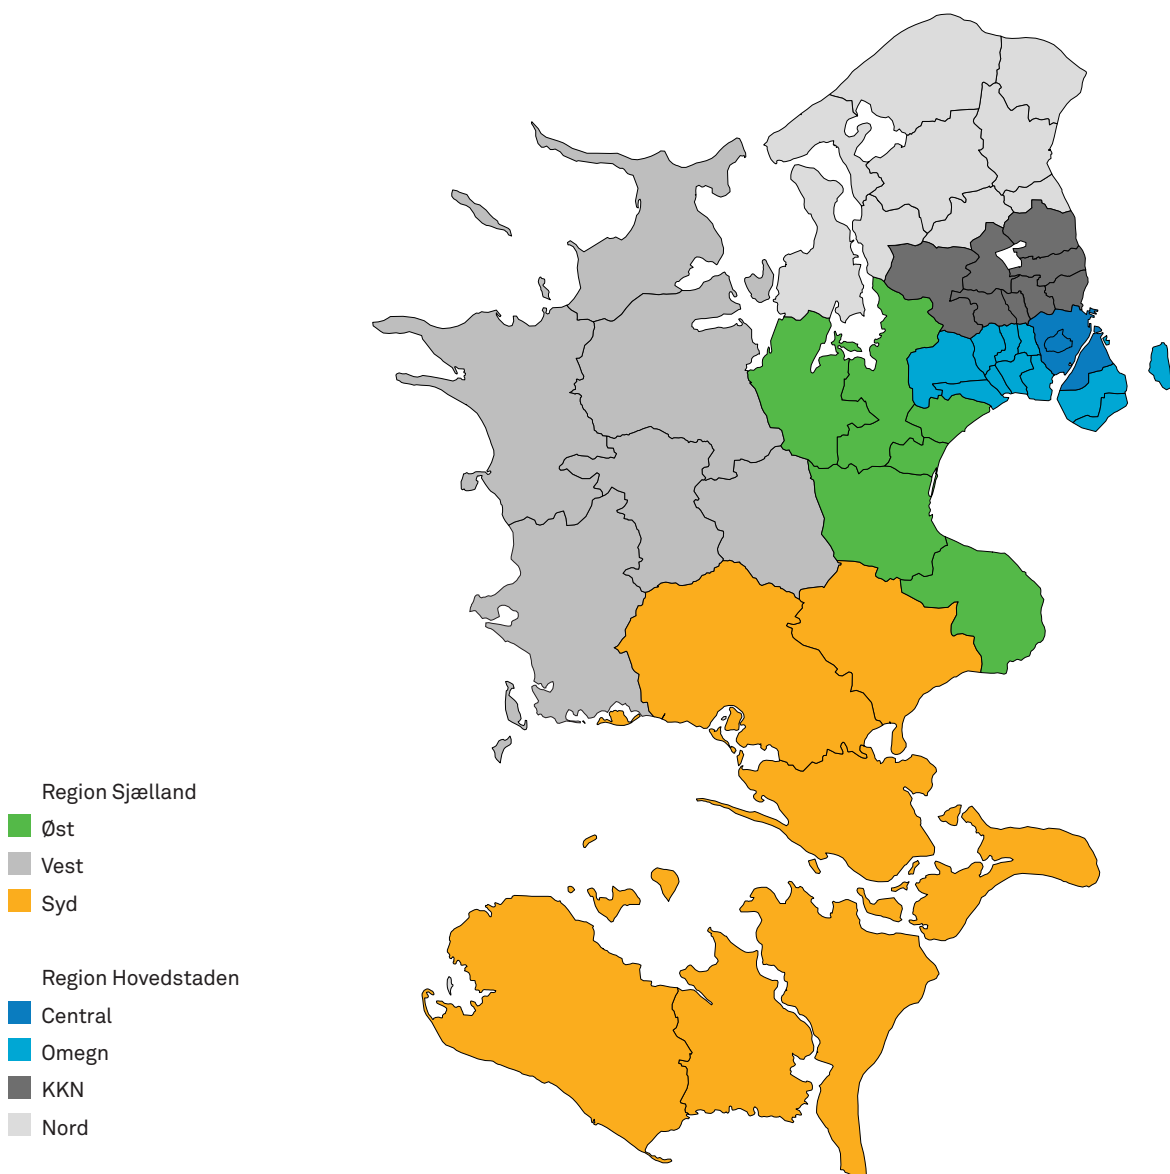 Region Sjælland
Øst
Vest
Syd
Region Hovedstaden
Central
Omegn
KKN
Nord